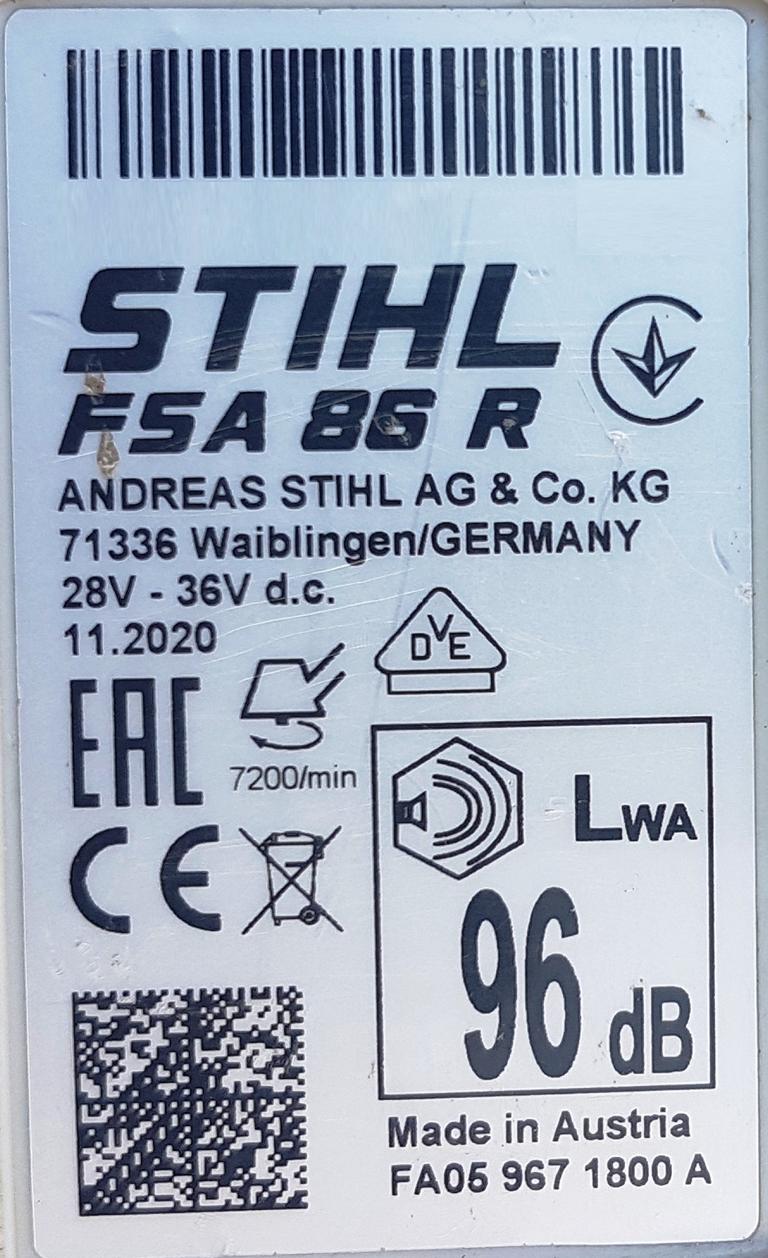 STIHL
FSA 86 R
ANDREAS STIHL AG & Co. KG
71336 Waiblingen/GERMANY
28V - 36V d.c.
11.2020
DVE
EAC
7200/min
CE
LWA
96 dB
Made in Austria
FA05 967 1800 A